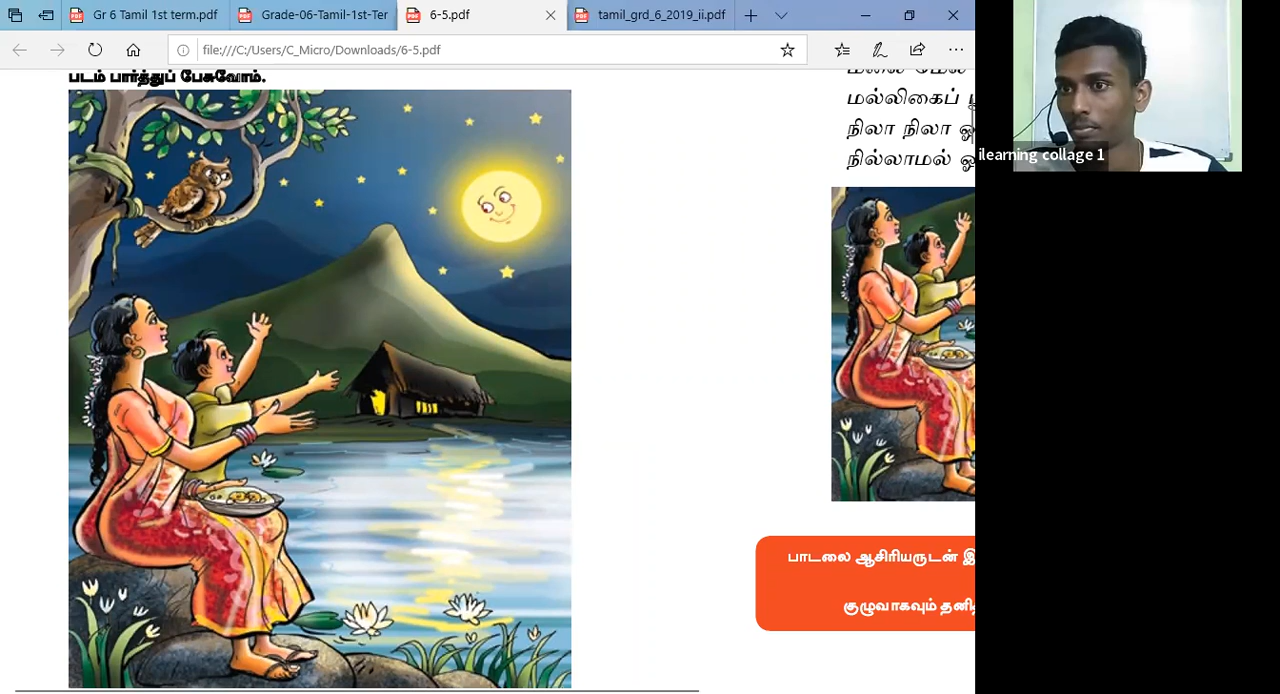 Gr 6 Tamil 1st term.pdf
Grade-06-Tamil-1st-Ter
6-5.pdf
tamil_grd_6_2019_ii.pdf
file:///C:/Users/C_Micro/Downloads/6-5.pdf
படம் பார்த்துப் பேசுவோம்.
மல்லிகைப்
நிலா நிலா
நில்லாமல்
ilearning collage 1
பாடலை ஆசிரியருடன்
குழுவாகவும்